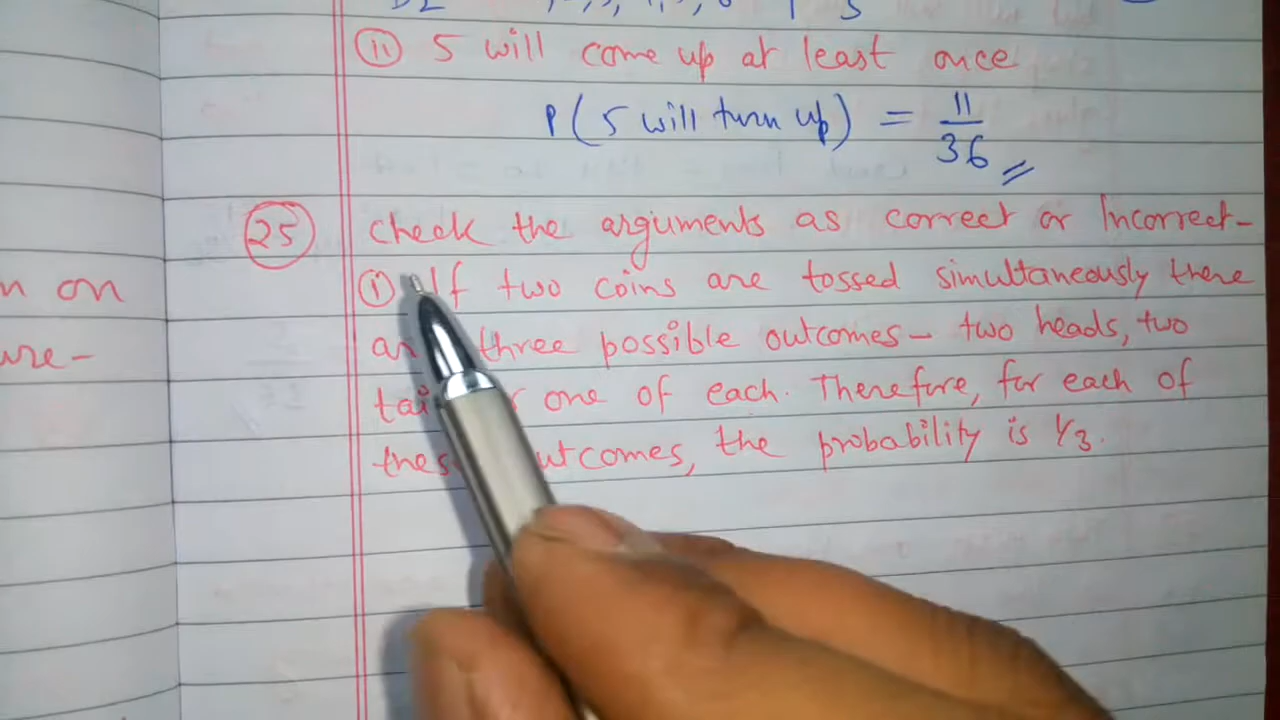 (ii) 5 will come up at least once
P(5 will turn up) = 11/36
(25) Check the arguments as correct or Incorrect-
(i) If two coins are tossed simultaneously there
three possible outcomes- two heads, two
one of each. Therefore, for each of
the probability is 1/3.
n on
ure-